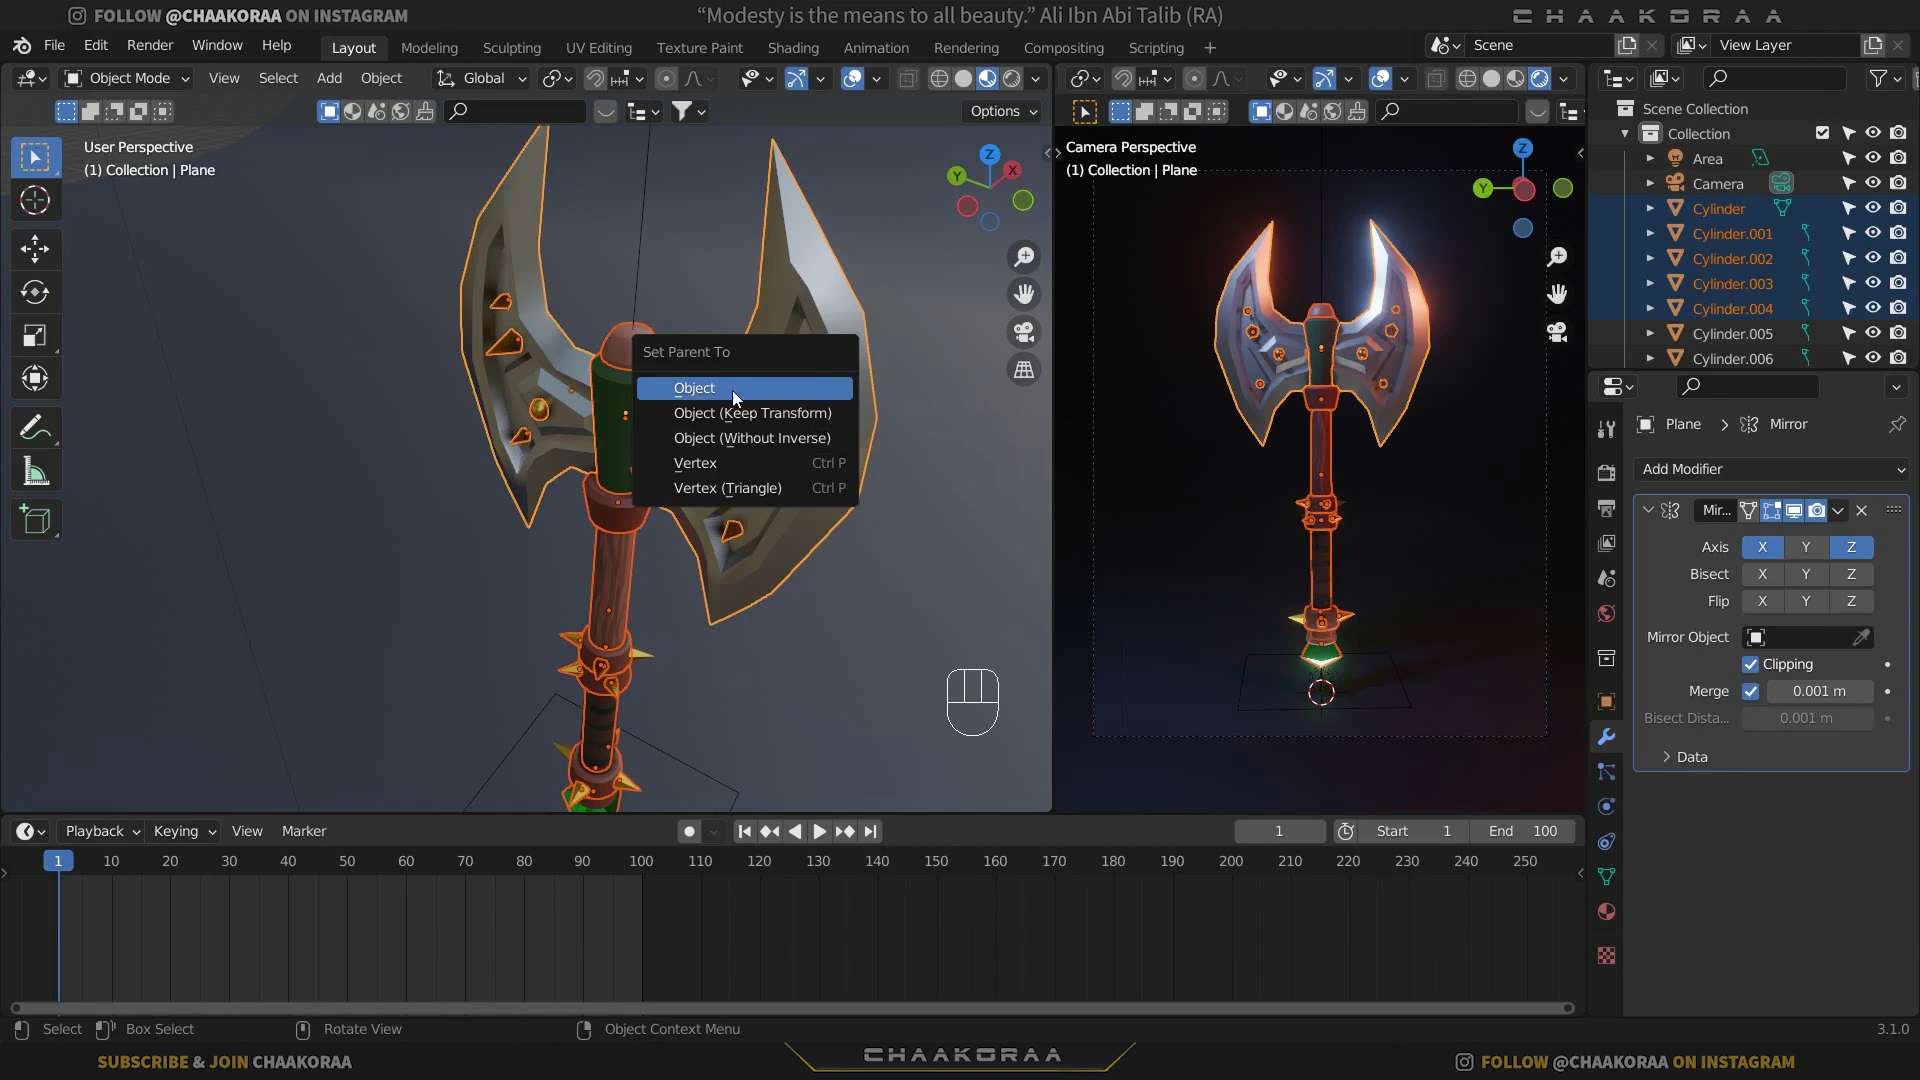 FOLLOW @CHAAKORAA ON INSTAGRAM
“Modesty is the means to all beauty.” Ali Ibn Abi Talib (RA)
CHAAKORAA
File Edit Render Window Help
Layout Modeling Sculpting UV Editing Texture Paint Shading Animation Rendering Compositing Scripting +
Scene
View Layer
Object Mode View Select Add Object Global
Options
User Perspective
(1) Collection | Plane
Z
X
Y
Camera Perspective
(1) Collection | Plane
Z
Y
Set Parent To
Object
Object (Keep Transform)
Object (Without Inverse)
Vertex Ctrl P
Vertex (Triangle) Ctrl P
Scene Collection
Collection
Area
Camera
Cylinder
Cylinder.001
Cylinder.002
Cylinder.003
Cylinder.004
Cylinder.005
Cylinder.006
Plane > Mirror
Add Modifier
Mir...
Axis X Y Z
Bisect X Y Z
Flip X Y Z
Mirror Object
Clipping
Merge 0.001 m
Bisect Dista... 0.001 m
Data
Playback Keying View Marker
1 Start 1 End 100
1 10 20 30 40 50 60 70 80 90 100 110 120 130 140 150 160 170 180 190 200 210 220 230 240 250
Select Box Select Rotate View Object Context Menu 3.1.0
SUBSCRIBE & JOIN CHAAKORAA
CHAAKORAA
FOLLOW @CHAAKORAA ON INSTAGRAM